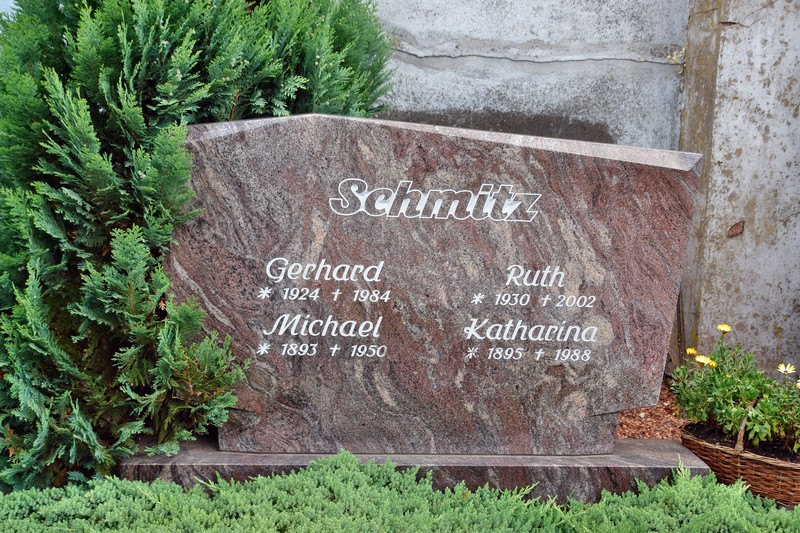 Schmitz
Gerhard
* 1924 † 1984
Ruth
* 1930 † 2002
Michael
* 1893 † 1950
Katharina
* 1895 † 1988